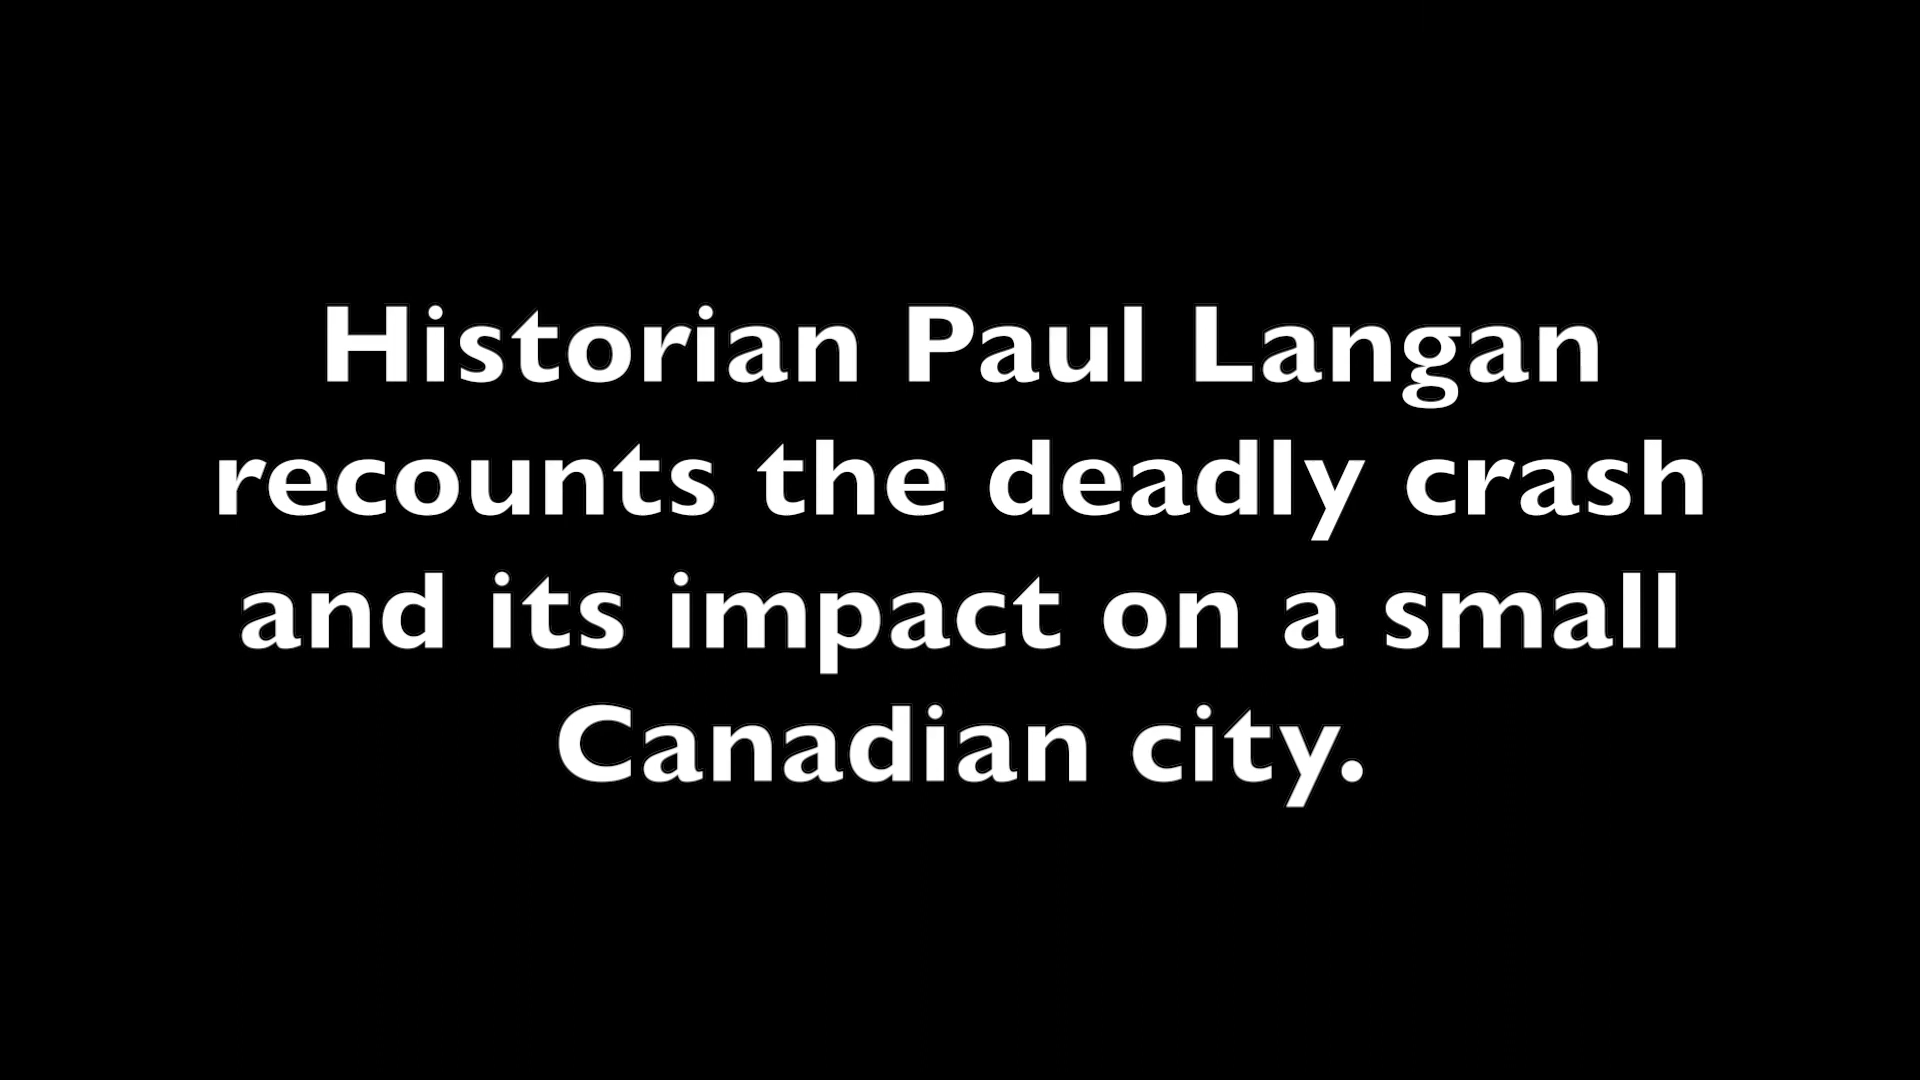 Historian Paul Langan
recounts the deadly crash
and its impact on a small
Canadian city.